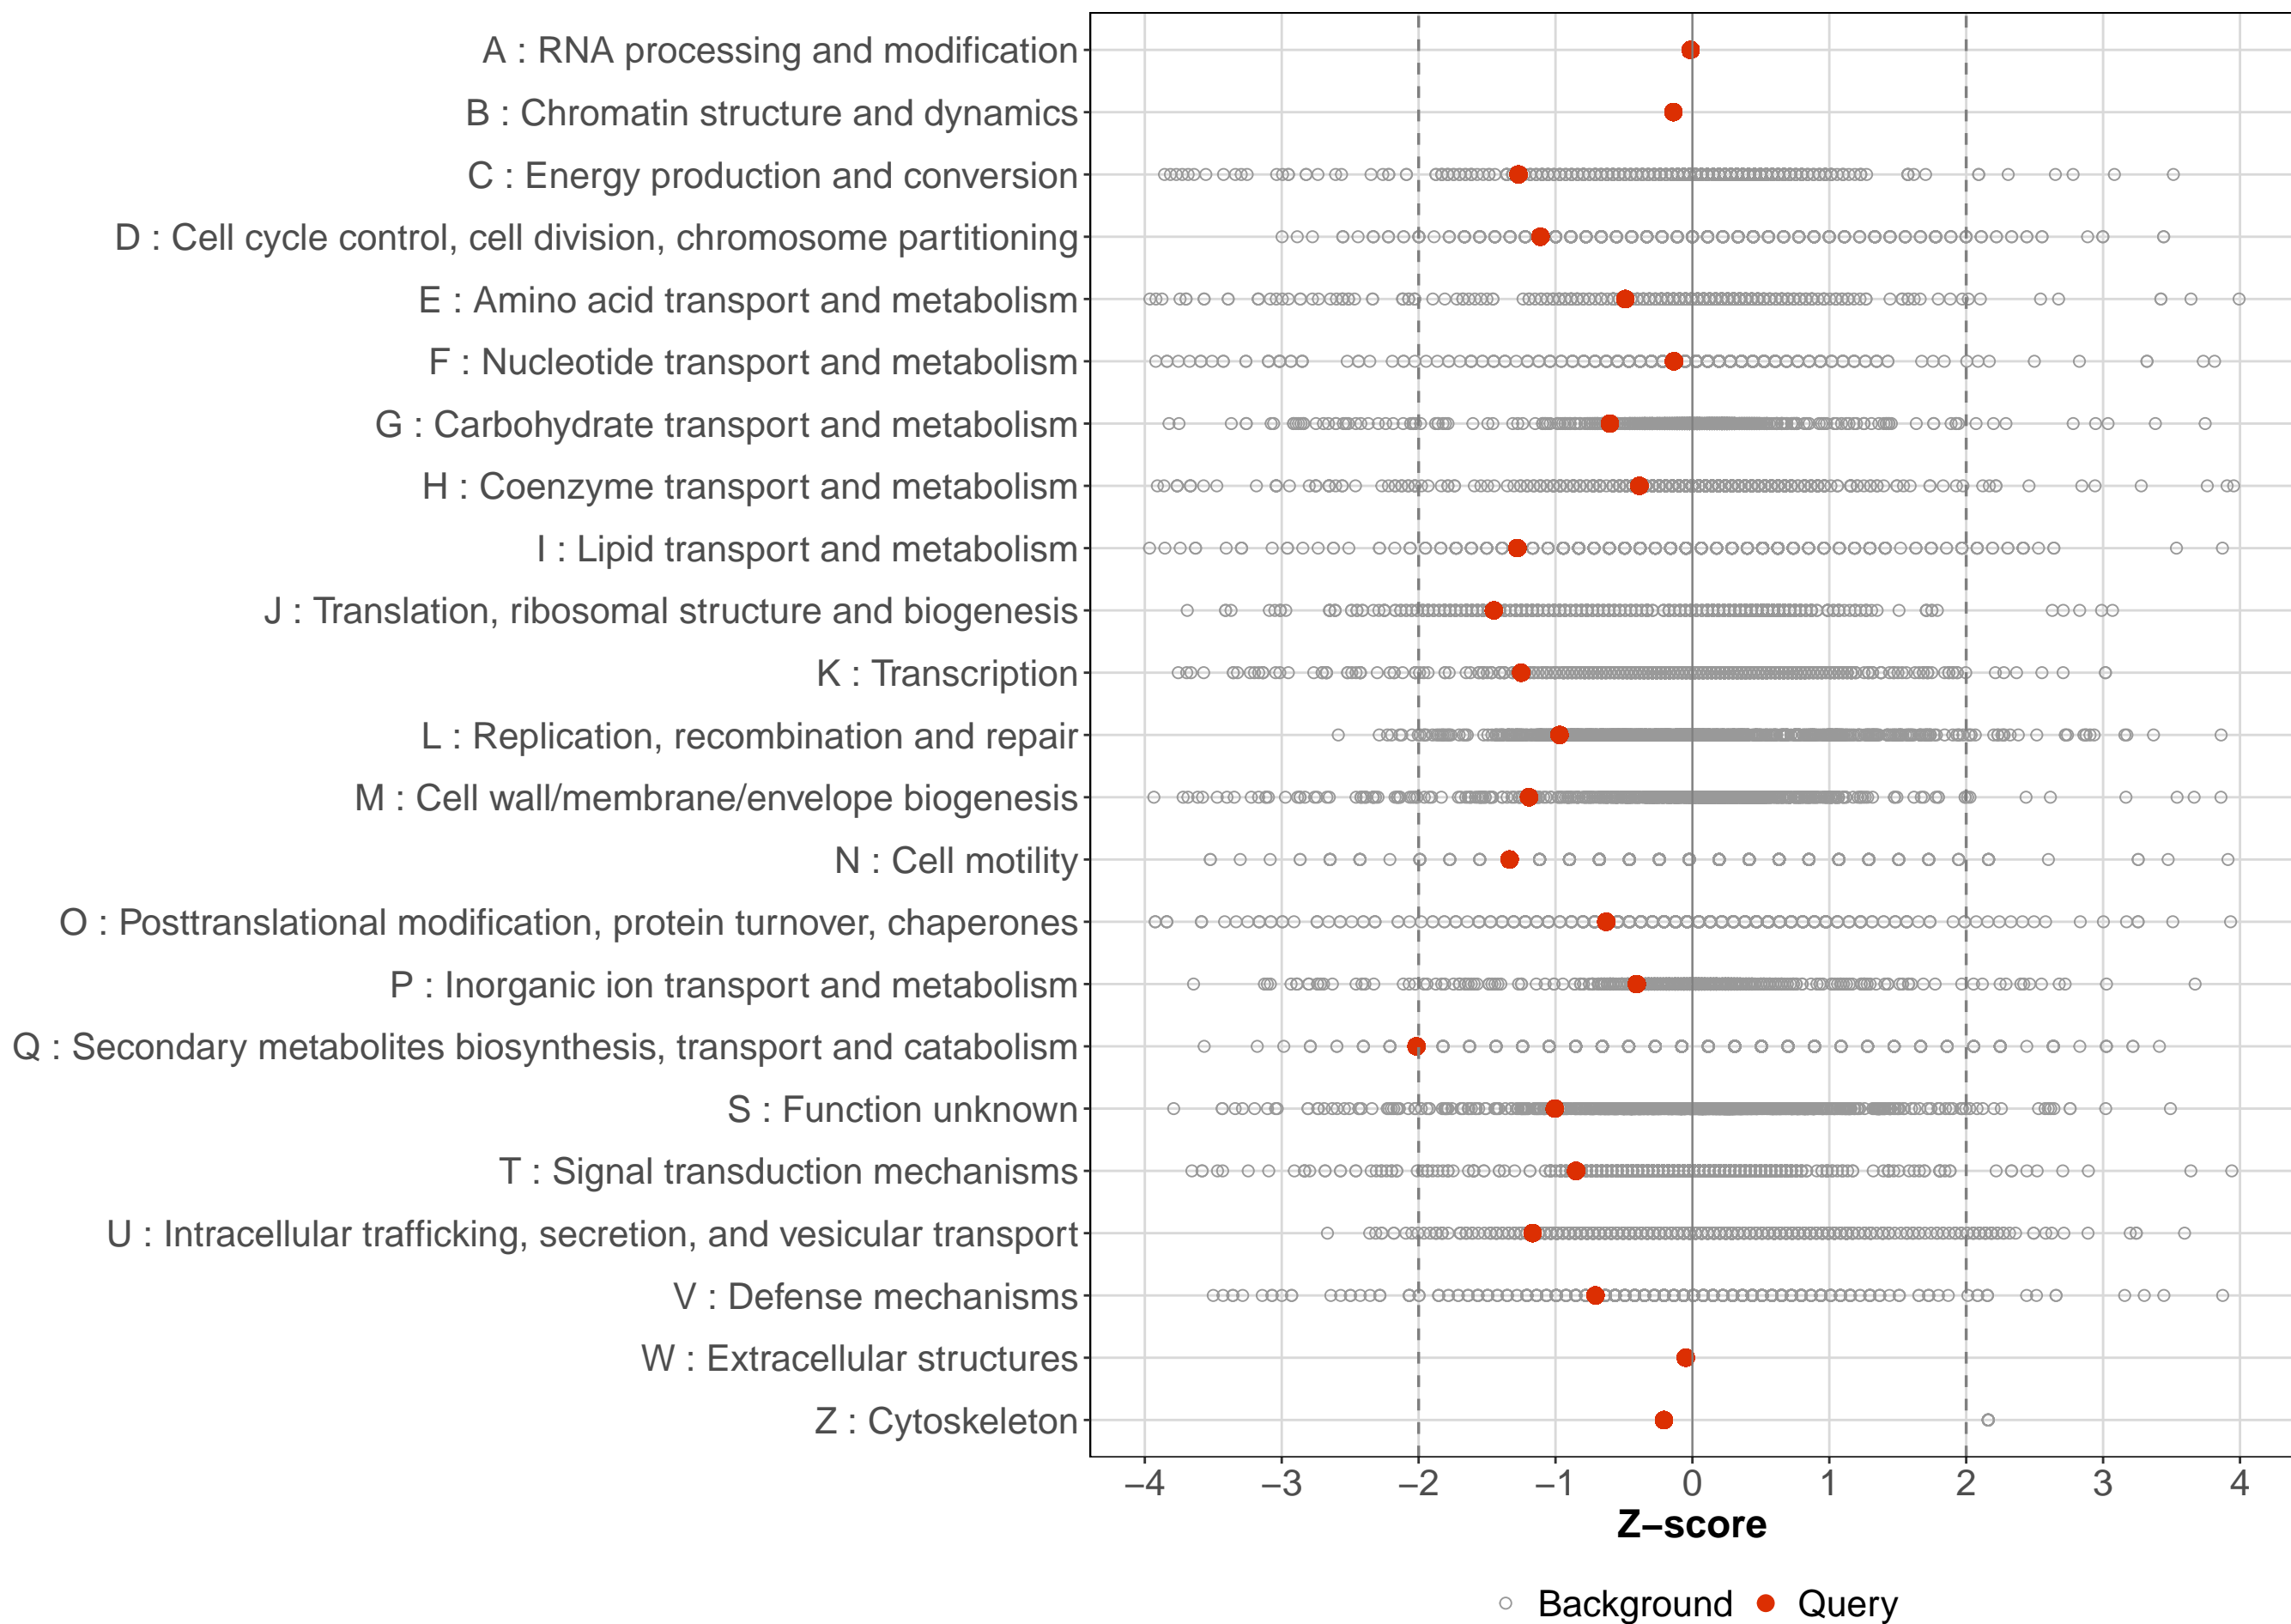 A : RNA processing and modification
B : Chromatin structure and dynamics
C : Energy production and conversion
D : Cell cycle control, cell division, chromosome partitioning
E : Amino acid transport and metabolism
F : Nucleotide transport and metabolism
G : Carbohydrate transport and metabolism
H : Coenzyme transport and metabolism
I : Lipid transport and metabolism
J : Translation, ribosomal structure and biogenesis
K : Transcription
L : Replication, recombination and repair
M : Cell wall/membrane/envelope biogenesis
N : Cell motility
O : Posttranslational modification, protein turnover, chaperones
P : Inorganic ion transport and metabolism
Q : Secondary metabolites biosynthesis, transport and catabolism
S : Function unknown
T : Signal transduction mechanisms
U : Intracellular trafficking, secretion, and vesicular transport
V : Defense mechanisms
W : Extracellular structures
Z : Cytoskeleton
−4 −3 −2 −1 0 1 2 3 4
Z−score
Background Query